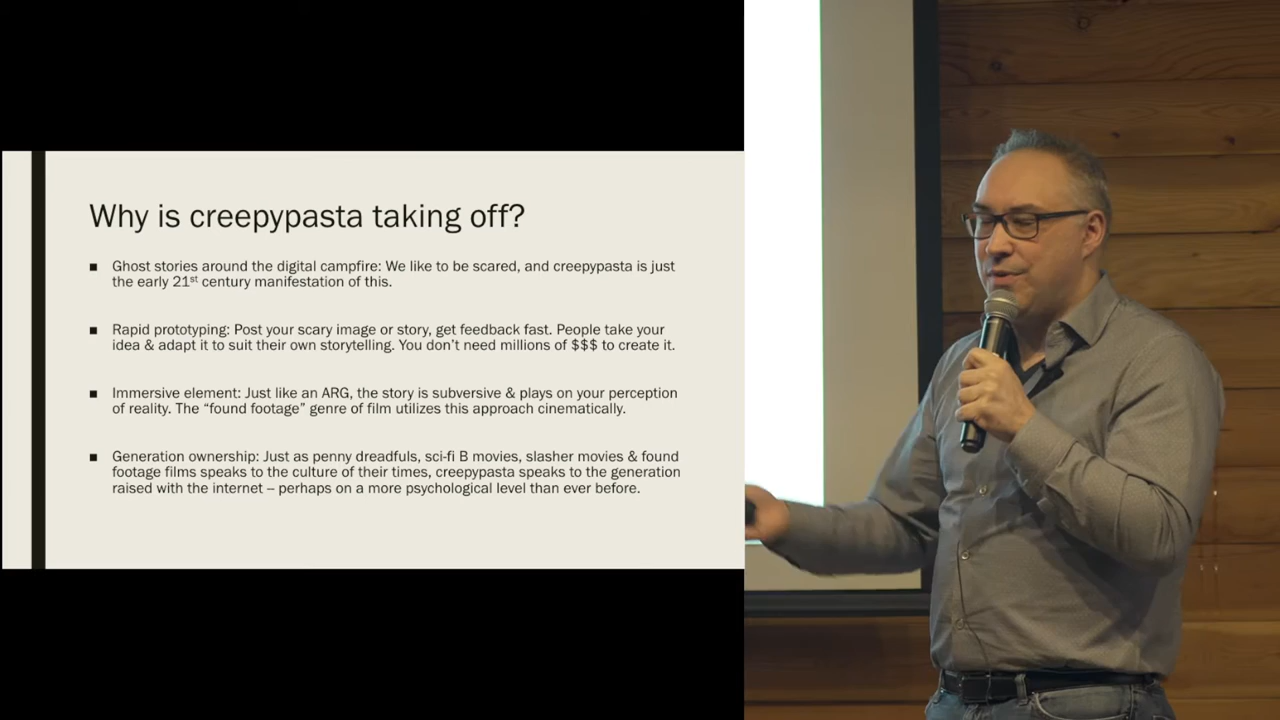 Why is creepypasta taking off?
■ Ghost stories around the digital campfire: We like to be scared, and creepypasta is just
the early 21st century manifestation of this.
■ Rapid prototyping: Post your scary image or story, get feedback fast. People take your
idea & adapt it to suit their own storytelling. You don't need millions of $$$ to create it.
■ Immersive element: Just like an ARG, the story is subversive & plays on your perception
of reality. The “found footage” genre of film utilizes this approach cinematically.
■ Generation ownership: Just as penny dreadfuls, sci-fi B movies, slasher movies & found
footage films speaks to the culture of their times, creepypasta speaks to the generation
raised with the internet – perhaps on a more psychological level than ever before.